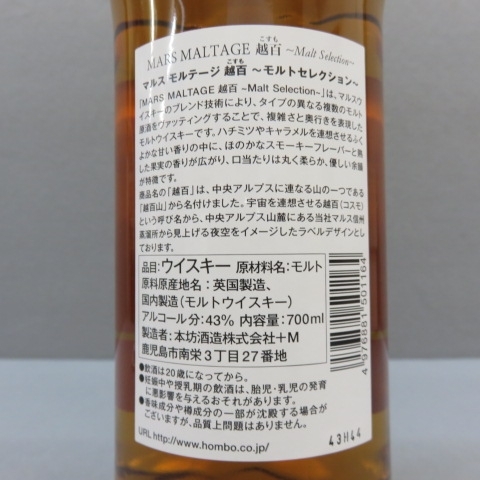 こすも
MARS MALTAGE 越百 ~Malt Selection~
こすも
マルス モルテージ 越百 ～モルトセレクション～
「MARS MALTAGE 越百 ~Malt Selection~」は、マルスウ
イスキーのブレンド技術により、タイプの異なる複数のモルト
原酒をヴァッティングすることで、複雑さと奥行きを表現した
モルトウイスキーです。ハチミツやキャラメルを連想させるふく
よかな甘い香りの中に、ほのかなスモーキーフレーバーと熟
した果実の香りが広がり、口当たりは丸く柔らか、優しい余韻
が特徴です。
商品名の「越百」は、中央アルプスに連なる山の一つである
「越百山」から名付けました。宇宙を連想させる越百（コスモ）
という呼び名から、中央アルプス山麓にある当社マルス信州
蒸溜所から見上げる夜空をイメージしたラベルデザインとし
ております。
品目：ウイスキー 原材料名：モルト
原料原産地名：英国製造、
国内製造（モルトウイスキー）
アルコール分：43% 内容量：700ml
製造者：本坊酒造株式会社＋M
鹿児島市南栄3丁目27番地
4 976881 501164
●飲酒は20歳になってから。
●妊娠中や授乳期の飲酒は、胎児・乳児の発育
に悪影響を与えるおそれがあります。
●香味成分や樽成分の一部が沈殿する場合が
ございますが、品質上問題はありません。
URL http://www.hombo.co.jp/
43H44